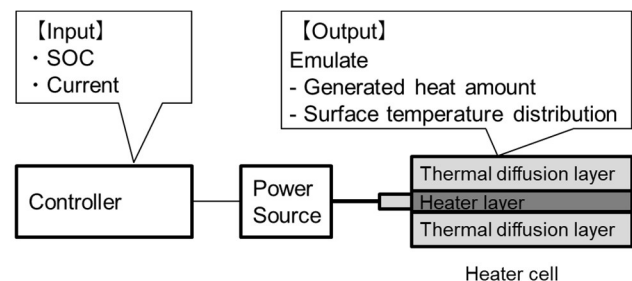 【Input】
・SOC
・Current
【Output】
Emulate
- Generated heat amount
- Surface temperature distribution
Controller
Power
Source
Thermal diffusion layer
Heater layer
Thermal diffusion layer
Heater cell